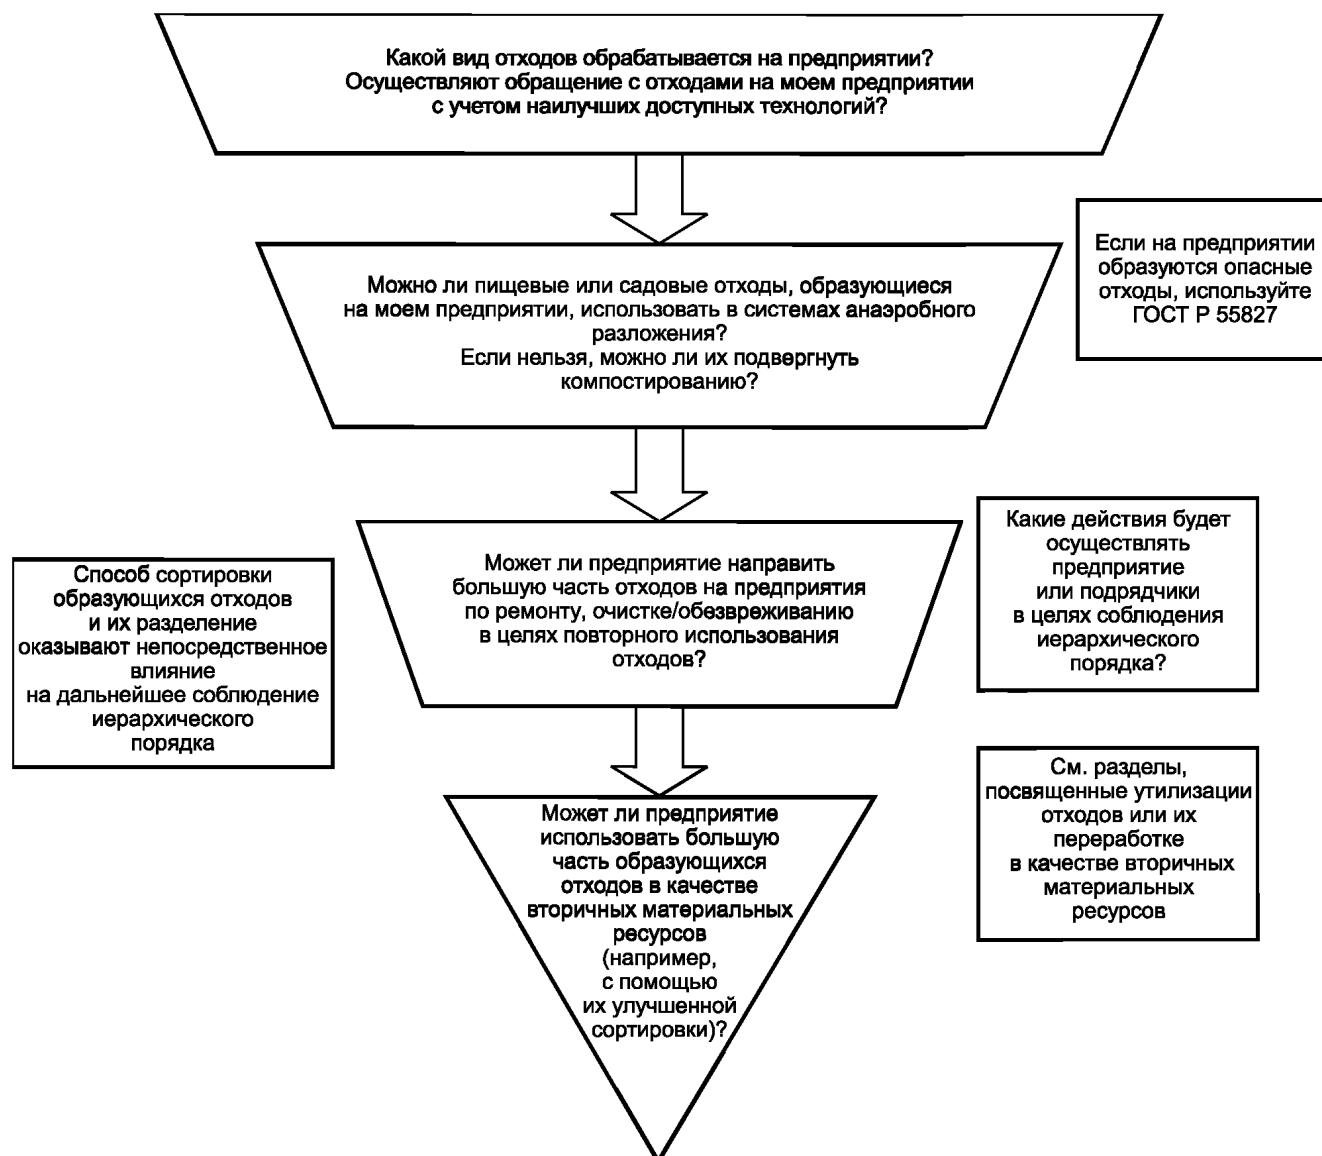 Какой вид отходов обрабатывается на предприятии?
Осуществляют обращение с отходами на моем предприятии
с учетом наилучших доступных технологий?
Если на предприятии
образуются опасные
отходы, используйте
ГОСТ Р 55827
Можно ли пищевые или садовые отходы, образующиеся
на моем предприятии, использовать в системах анаэробного
разложения?
Если нельзя, можно ли их подвергнуть
компостированию?
Какие действия будет
осуществлять
предприятие
или подрядчики
в целях соблюдения
иерархического
порядка?
Может ли предприятие направить
большую часть отходов на предприятия
по ремонту, очистке/обезвреживанию
в целях повторного использования
отходов?
Способ сортировки
образующихся отходов
и их разделение
оказывают непосредственное
влияние
на дальнейшее соблюдение
иерархического
порядка
См. разделы,
посвященные утилизации
отходов или их
переработке
в качестве вторичных
материальных
ресурсов
Может ли предприятие
использовать большую
часть образующихся
отходов в качестве
вторичных материальных
ресурсов
(например,
с помощью
их улучшенной
сортировки)?